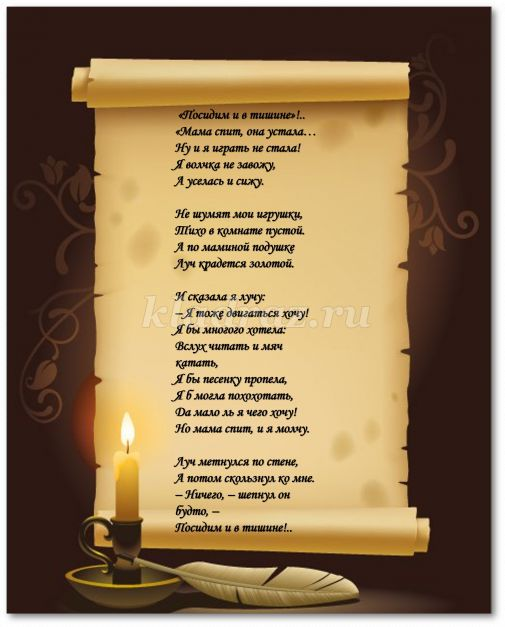 «Посидим и в тишине»!..
«Мама спит, она устала…
Ну и я играть не стала!
Я волчка не завожу,
А уселась и сижу.
Не шумят мои игрушки,
Тихо в комнате пустой.
А по маминой подушке
Луч крадется золотой.
И сказала я лучу:
– Я тоже двигаться хочу!
Я бы многого хотела:
Вслух читать и мяч
катать,
Я бы песенку пропела,
Я б могла похохотать,
Да мало ль я чего хочу!
Но мама спит, и я молчу.
Луч метнулся по стене,
А потом скользнул ко мне.
– Ничего, – шепнул он
будто, –
Посидим и в тишине!..